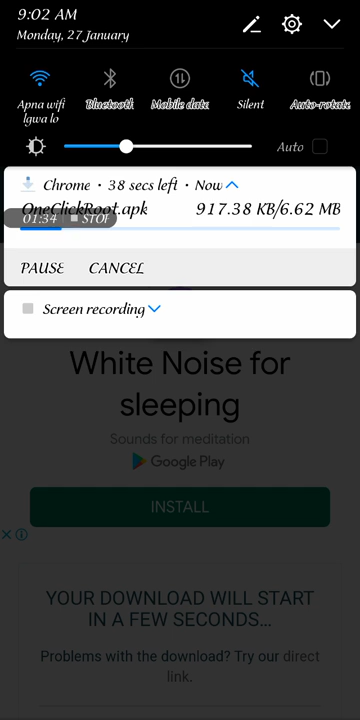 9:02 AM
Monday, 27 January
Apna wifi lgwa lo
Bluetooth
Mobile data
Silent
Auto-rotate
Auto
Chrome • 38 secs left • Now
OneClickRoot.apk 917.38 KB/6.62 MB
01:34 STOP
PAUSE CANCEL
Screen recording
White Noise for
sleeping
Sounds for meditation
Google Play
INSTALL
YOUR DOWNLOAD WILL START
IN A FEW SECONDS...
Problems with the download? Try our direct
link.